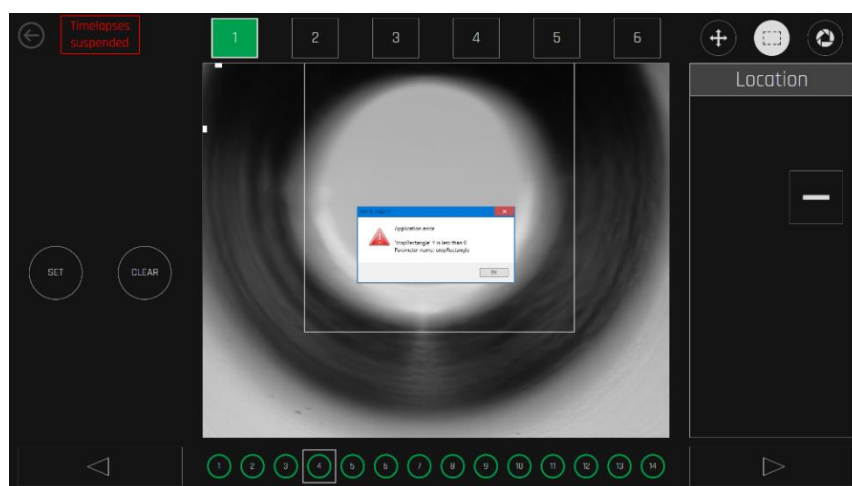 Timelapses
suspended
1 2 3 4 5 6
Location
Application error
'cropRectangle.Y' is less than 0
Parameter name: cropRectangle
OK
SET CLEAR
1 2 3 4 5 6 7 8 9 10 11 12 13 14